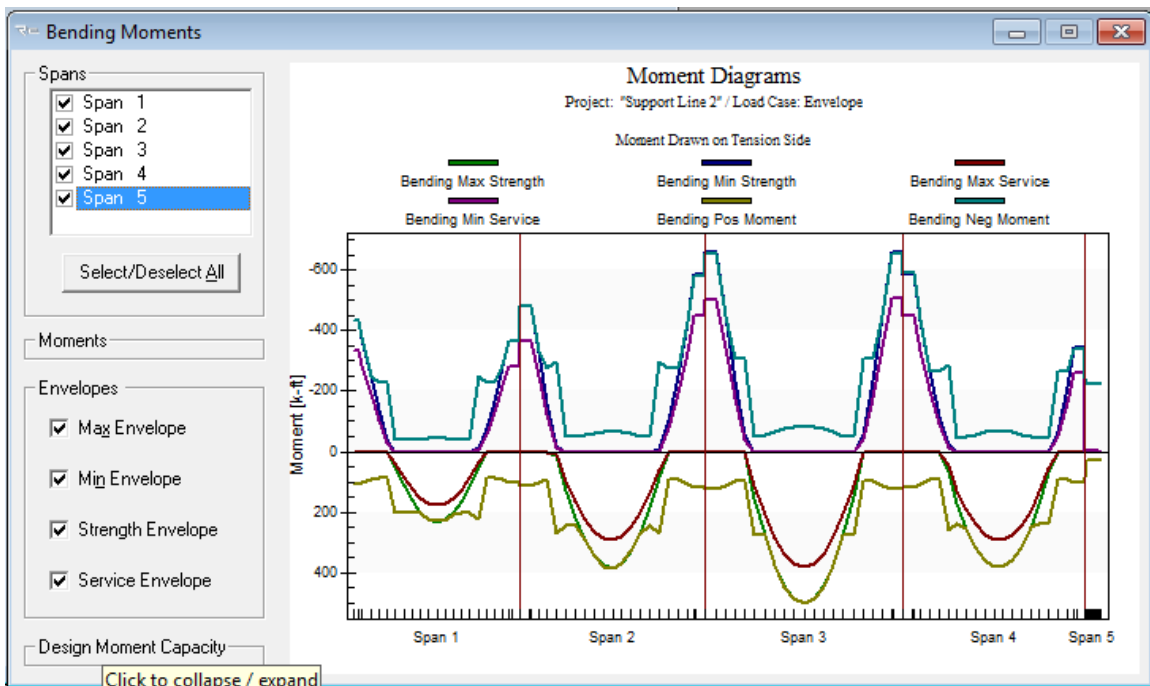 Bending Moments
Spans
Span 1
Span 2
Span 3
Span 4
Span 5
Select/Deselect All
Moments
Envelopes
Max Envelope
Min Envelope
Strength Envelope
Service Envelope
Design Moment Capacity
Click to collapse / expand
Moment Diagrams
Project: "Support Line 2" / Load Case: Envelope
Moment Drawn on Tension Side
Bending Max Strength Bending Min Strength Bending Max Service
Bending Min Service Bending Pos Moment Bending Neg Moment
Moment [k-ft]
-600
-400
-200
0
200
400
Span 1 Span 2 Span 3 Span 4 Span 5